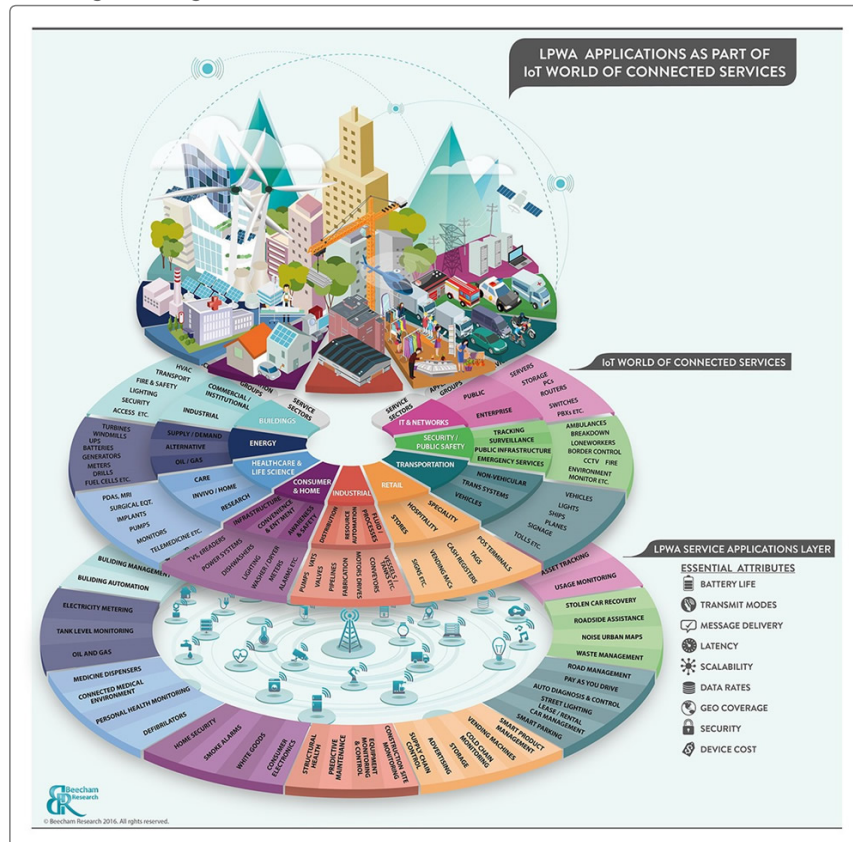 LPWA APPLICATIONS AS PART OF
IoT WORLD OF CONNECTED SERVICES
IoT WORLD OF CONNECTED SERVICES
GROUPS
SERVICE
SECTORS
SERVICE
SECTORS
GROUPS
HVAC
TRANSPORT
FIRE & SAFETY
LIGHTING
SECURITY
ACCESS ETC.
COMMERCIAL /
INSTITUTIONAL
INDUSTRIAL
BUILDINGS
TURBINES
WINDMILLS
UPS
BATTERIES
GENERATORS
METERS
DRILLS
FUEL CELLS ETC.
SUPPLY / DEMAND
ALTERNATIVE
OIL / GAS
ENERGY
PDAs, MRI
SURGICAL EQT.
IMPLANTS
PUMPS
MONITORS
TELEMEDICINE ETC.
CARE
INVIVO / HOME
RESEARCH
HEALTHCARE &
LIFE SCIENCE
CONSUMER
& HOME
INFRASTRUCTURE
CONVENIENCE
& ENT'MENT
AWARENESS
& SAFETY
TVS, EREADERS
POWER SYSTEMS
DISHWASHERS
LIGHTING
WASHER / DRYER
METERS
ALARMS ETC.
INDUSTRIAL
DISTRIBUTION
RESOURCE
AUTOMATION
FLUID /
PROCESSES
PUMPS
VATS
VALVES
PIPELINES
FABRICATION
ASSEMBLY
DRIVES
CONVEYORS
VESSELS /
TANKS ETC.
RETAIL
STORES
HOSPITALITY
SPECIALITY
SIGNS ETC.
VENDING M/CS
CASH REGISTERS
TAGS
POS TERMINALS
TRANSPORTATION
VEHICLES
TRANS SYSTEMS
NON-VEHICULAR
VEHICLES
LIGHTS
SHIPS
PLANES
SIGNAGE
TOLLS ETC.
SECURITY /
PUBLIC SAFETY
TRACKING
SURVEILLANCE
PUBLIC INFRASTRUCTURE
EMERGENCY SERVICES
AMBULANCES
BREAKDOWN
LONEWORKERS
BORDER CONTROL
CCTV FIRE
ENVIRONMENT
MONITOR ETC.
IT & NETWORKS
PUBLIC
ENTERPRISE
SERVERS
STORAGE
PCs
ROUTERS
SWITCHES
PBXs ETC.
LPWA SERVICE APPLICATIONS LAYER
BUILDING MANAGEMENT
BUILDING AUTOMATION
ELECTRICITY METERING
TANK LEVEL MONITORING
OIL AND GAS
MEDICINE DISPENSERS
CONNECTED MEDICAL
ENVIRONMENT
PERSONAL HEALTH MONITORING
DEFIBRILATORS
HOME SECURITY
SMOKE ALARMS
WHITE GOODS
CONSUMER
ELECTRONICS
STRUCTURAL
HEALTH
PREDICTIVE
MAINTENANCE
EQUIPMENT
MONITORING
& CONTROL
CONSTRUCTION SITE
MONITORING
SUPPLY CHAIN
CONTROL
ADVERTISING
STORAGE
COLD CHAIN
MONITORING
VENDING MACHINES
SMART PRODUCT
MANAGEMENT
SMART PARKING
LEASE / RENTAL
CAR MANAGEMENT
STREET LIGHTING
AUTO DIAGNOSIS & CONTROL
PAY AS YOU DRIVE
ROAD MANAGEMENT
WASTE MANAGEMENT
NOISE URBAN MAPS
ROADSIDE ASSISTANCE
STOLEN CAR RECOVERY
USAGE MONITORING
ASSET TRACKING
ESSENTIAL ATTRIBUTES
BATTERY LIFE
TRANSMIT MODES
MESSAGE DELIVERY
LATENCY
SCALABILITY
DATA RATES
GEO COVERAGE
SECURITY
DEVICE COST
Beecham
Research
© Beecham Research 2016. All rights reserved.